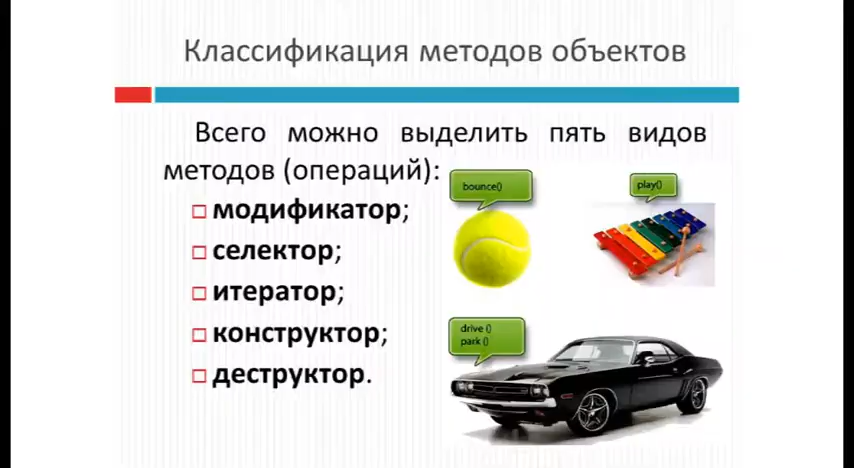 Классификация методов объектов
Всего можно выделить пять видов
методов (операций):
модификатор;
селектор;
итератор;
конструктор;
деструктор.
bounce()
play()
drive ()
park ()